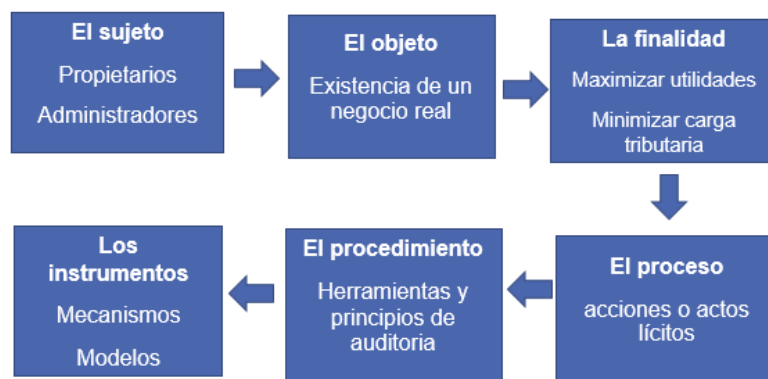 El sujeto
Propietarios
Administradores
El objeto
Existencia de un
negocio real
La finalidad
Maximizar utilidades
Minimizar carga
tributaria
El proceso
acciones o actos
lícitos
El procedimiento
Herramientas y
principios de
auditoria
Los
instrumentos
Mecanismos
Modelos